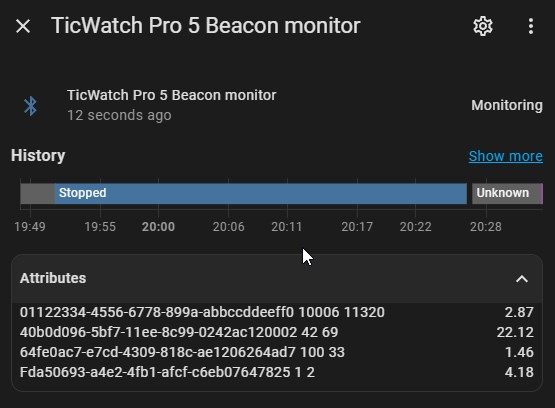 TicWatch Pro 5 Beacon monitor
TicWatch Pro 5 Beacon monitor
12 seconds ago
Monitoring
History
Show more
Stopped
Unknown
19:49 19:55 20:00 20:06 20:11 20:17 20:22 20:28
Attributes
01122334-4556-6778-899a-abbccddeeff0 10006 11320 2.87
40b0d096-5bf7-11ee-8c99-0242ac120002 42 69 22.12
64fe0ac7-e7cd-4309-818c-ae1206264ad7 100 33 1.46
Fda50693-a4e2-4fb1-afcf-c6eb07647825 1 2 4.18